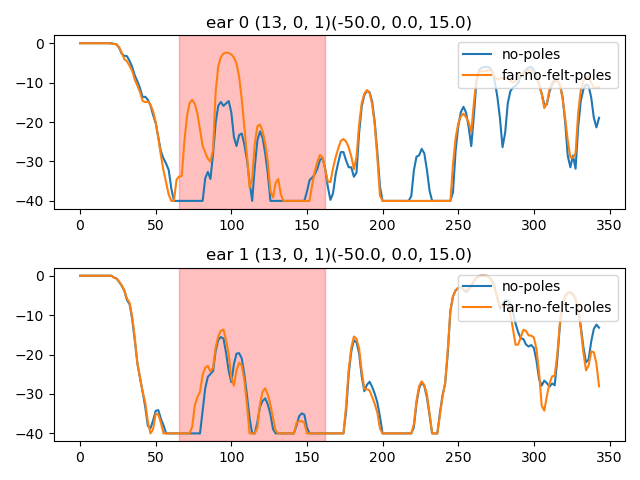 ear 0 (13, 0, 1)(-50.0, 0.0, 15.0)
0
−10
−20
−30
−40
no-poles
far-no-felt-poles
0 50 100 150 200 250 300 350
ear 1 (13, 0, 1)(-50.0, 0.0, 15.0)
0
−10
−20
−30
−40
no-poles
far-no-felt-poles
0 50 100 150 200 250 300 350